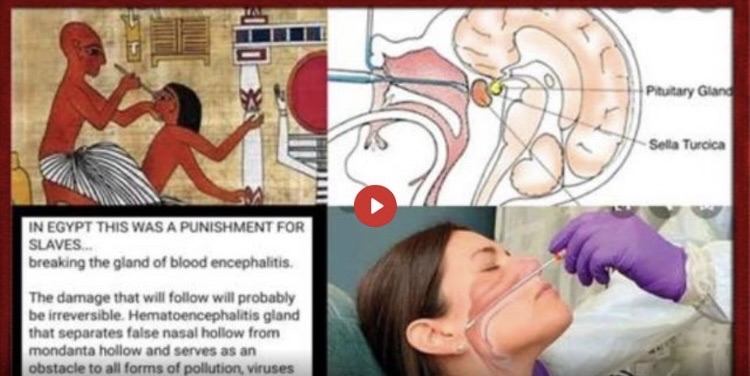 Pituitary Gland
Sella Turcica
IN EGYPT THIS WAS A PUNISHMENT FOR
SLAVES...
breaking the gland of blood encephalitis.
The damage that will follow will probably
be irreversible. Hematoencephalitis gland
that separates false nasal hollow from
mondanta hollow and serves as an
obstacle to all forms of pollution, viruses